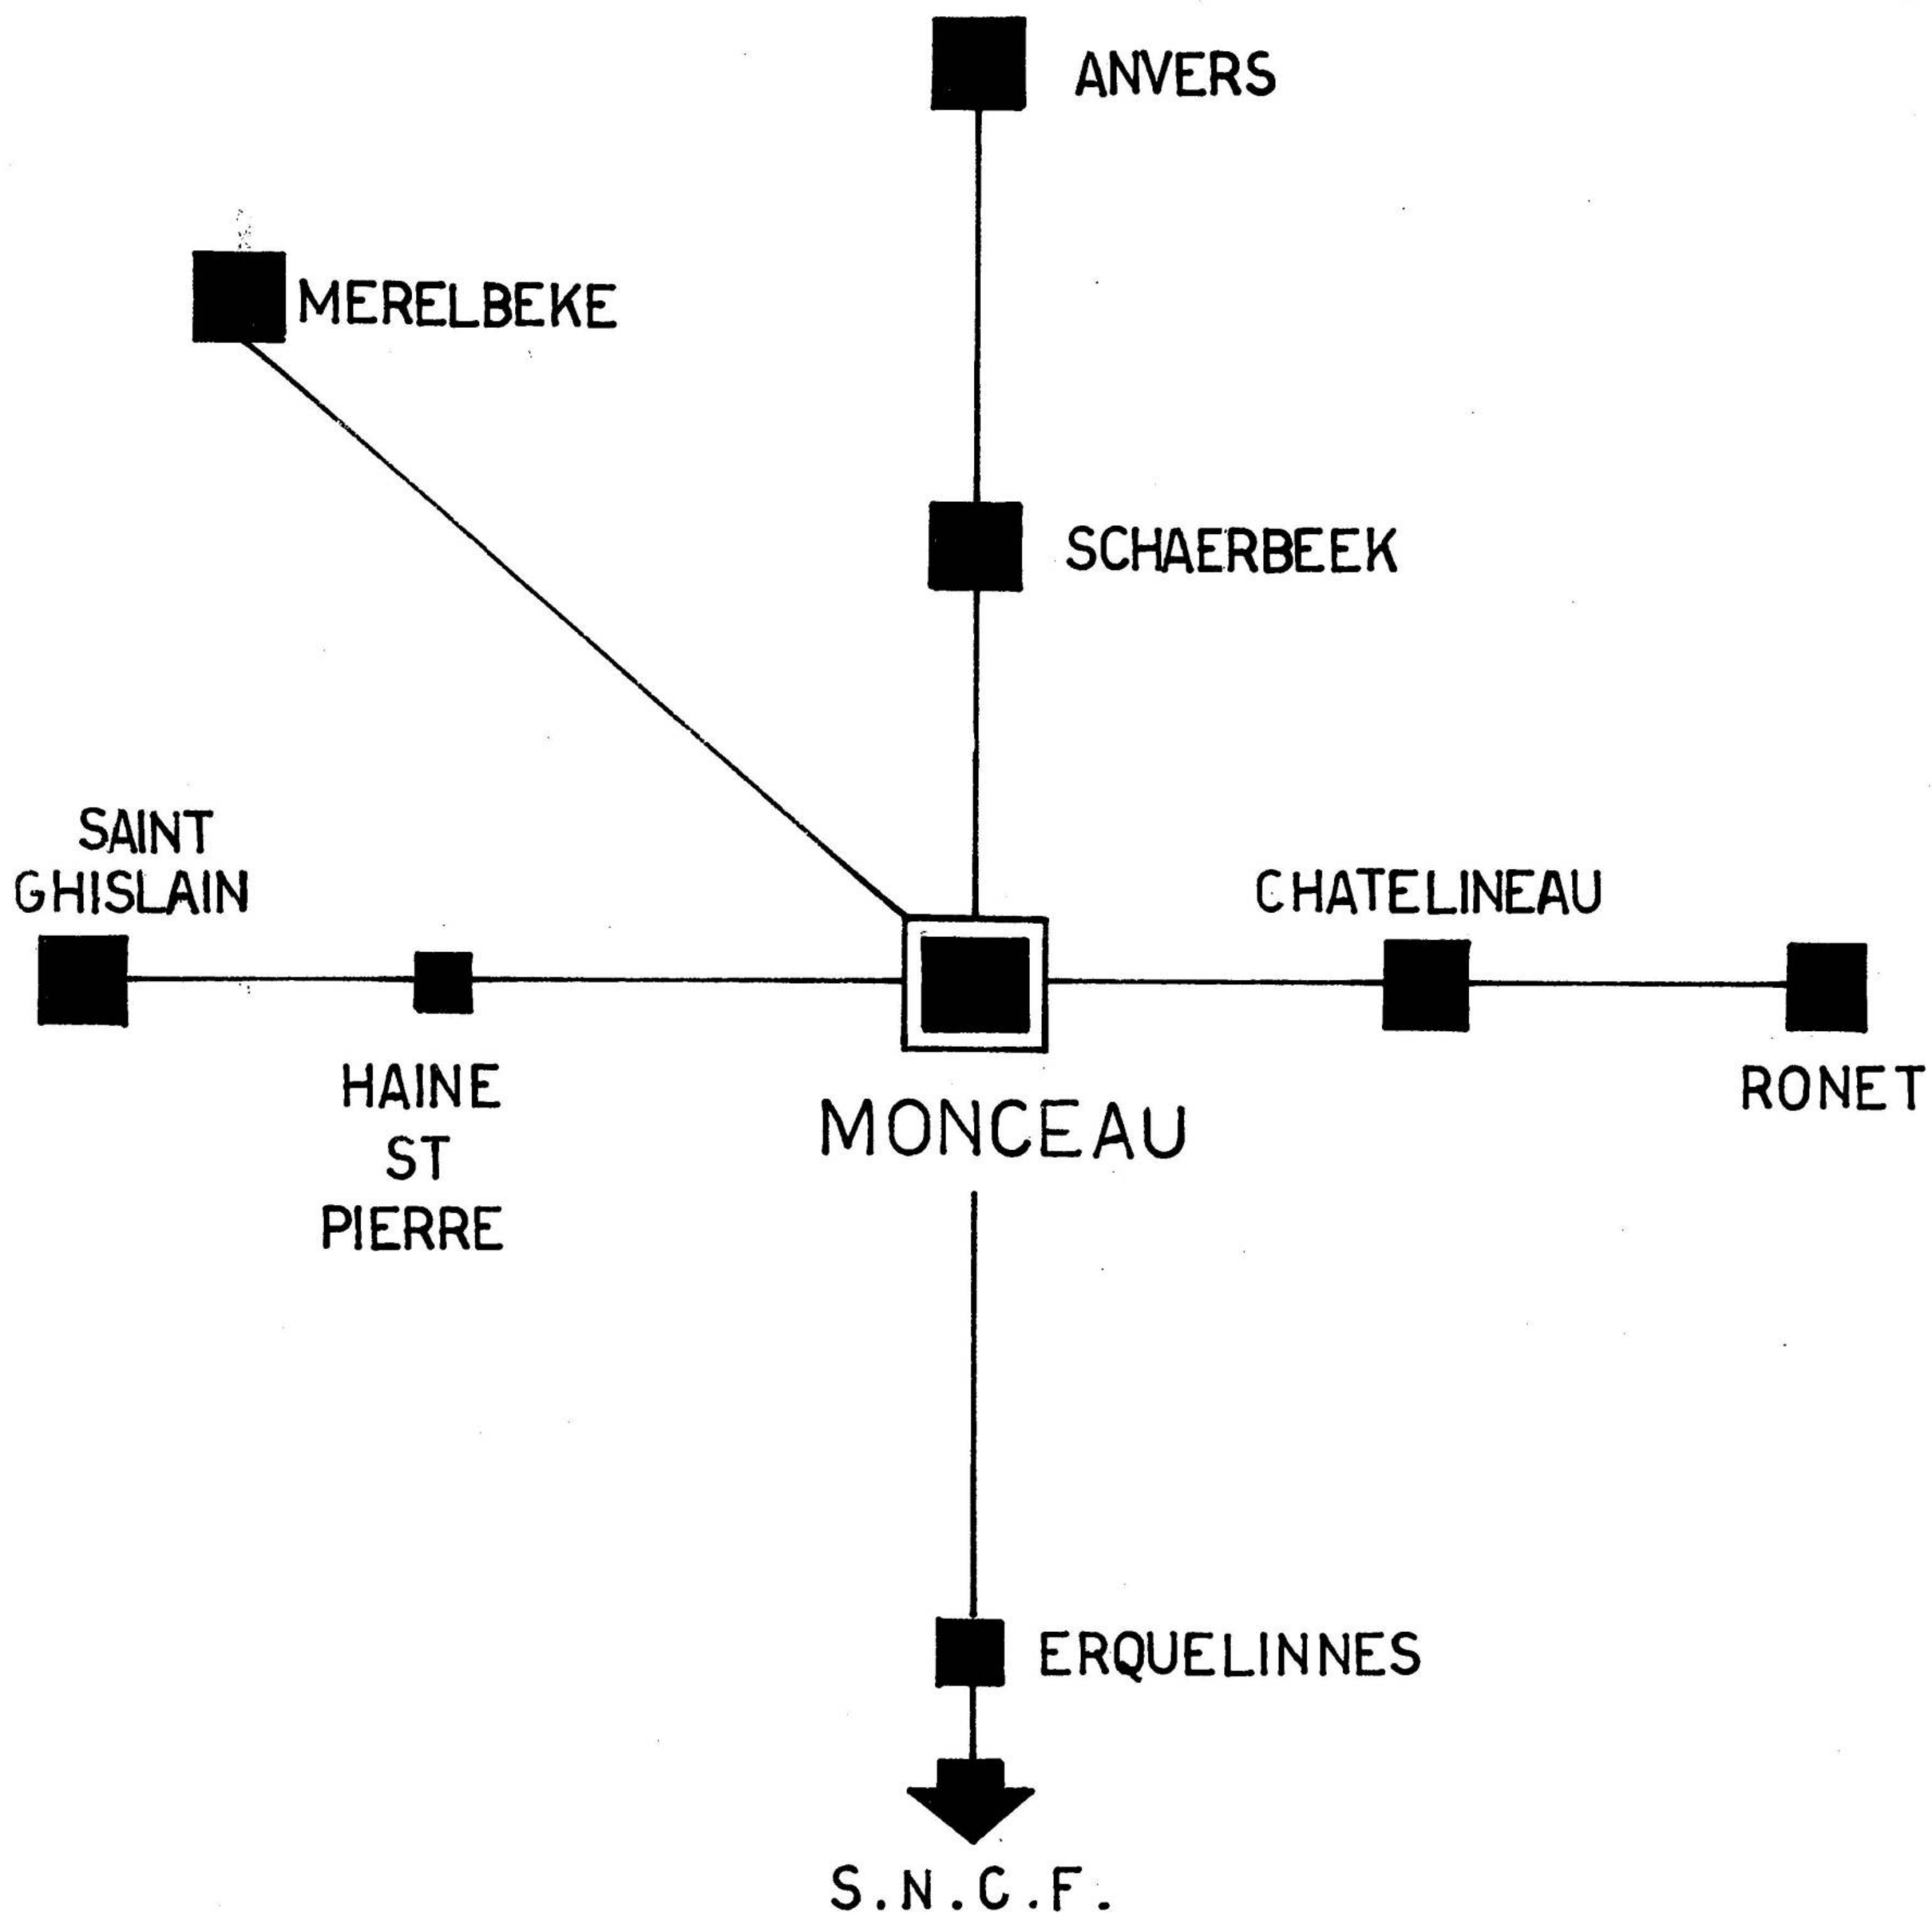 ANVERS
MERELBEKE
SCHAERBEEK
SAINT
GHISLAIN
CHATELINEAU
HAINE
ST
PIERRE
MONCEAU
RONET
ERQUELINNES
S.N.C.F.